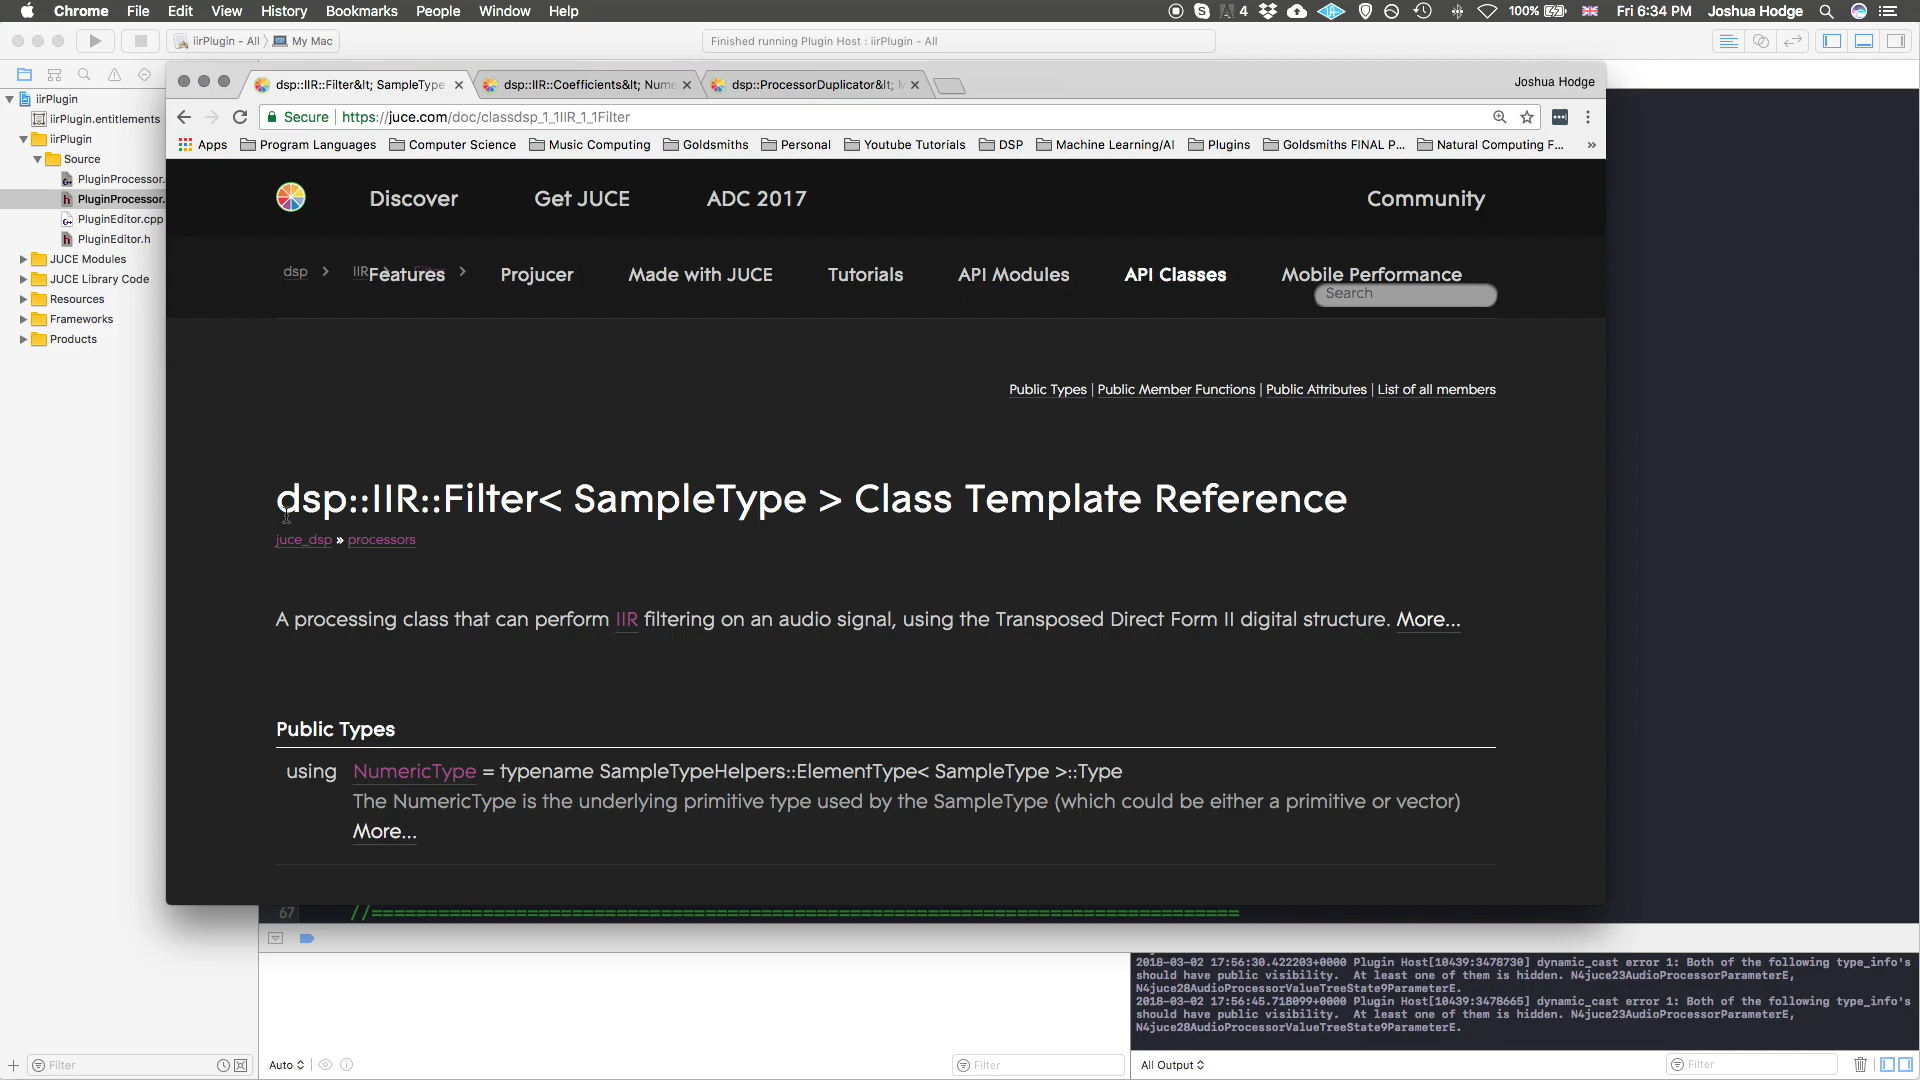 Chrome File Edit View History Bookmarks People Window Help
4 100% Fri 6:34 PM Joshua Hodge
iirPlugin - All My Mac
Finished running Plugin Host : iirPlugin - All
iirPlugin
iirPlugin.entitlements
iirPlugin
Source
PluginProcessor.
PluginProcessor.
PluginEditor.cpp
PluginEditor.h
JUCE Modules
JUCE Library Code
Resources
Frameworks
Products
dsp::IIR::Filter&lt; SampleType
dsp::IIR::Coefficients&lt; Nume
dsp::ProcessorDuplicator&lt;
Joshua Hodge
Secure https://juce.com/doc/classdsp_1_1IIR_1_1Filter
Apps Program Languages Computer Science Music Computing Goldsmiths Personal Youtube Tutorials DSP Machine Learning/AI Plugins Goldsmiths FINAL P... Natural Computing F... »
Discover Get JUCE ADC 2017 Community
dsp IIR
Features Projucer Made with JUCE Tutorials API Modules API Classes Mobile Performance
Search
Public Types | Public Member Functions | Public Attributes | List of all members
dsp::IIR::Filter< SampleType > Class Template Reference
juce_dsp » processors
A processing class that can perform IIR filtering on an audio signal, using the Transposed Direct Form II digital structure. More...
Public Types
using NumericType = typename SampleTypeHelpers::ElementType< SampleType >::Type
The NumericType is the underlying primitive type used by the SampleType (which could be either a primitive or vector)
More...
67 //==============================================================================
2018-03-02 17:56:30.422203+0000 Plugin Host[10439:3478730] dynamic_cast error 1: Both of the following type_info's
should have public visibility. At least one of them is hidden. N4juce23AudioProcessorParameterE,
N4juce28AudioProcessorValueTreeState9ParameterE.
2018-03-02 17:56:45.718099+0000 Plugin Host[10439:3478665] dynamic_cast error 1: Both of the following type_info's
should have public visibility. At least one of them is hidden. N4juce23AudioProcessorParameterE,
N4juce28AudioProcessorValueTreeState9ParameterE.
Filter
Auto
Filter
All Output
Filter